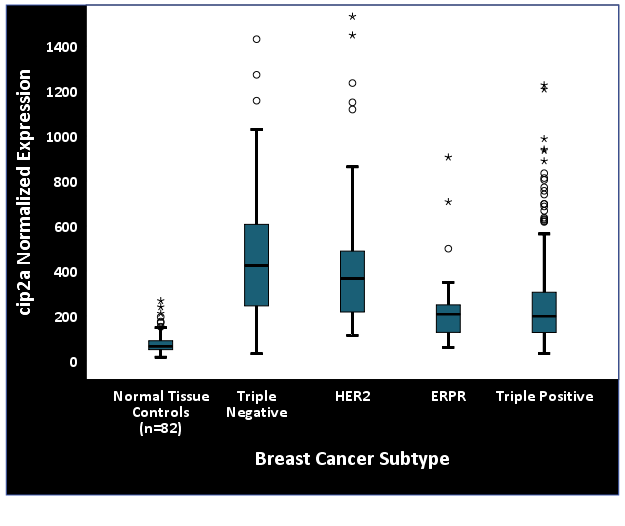 cip2a Normalized Expression
1400
1200
1000
800
600
400
200
0
Normal Tissue
Controls
(n=82)
Triple
Negative
HER2
ERPR
Triple Positive
Breast Cancer Subtype